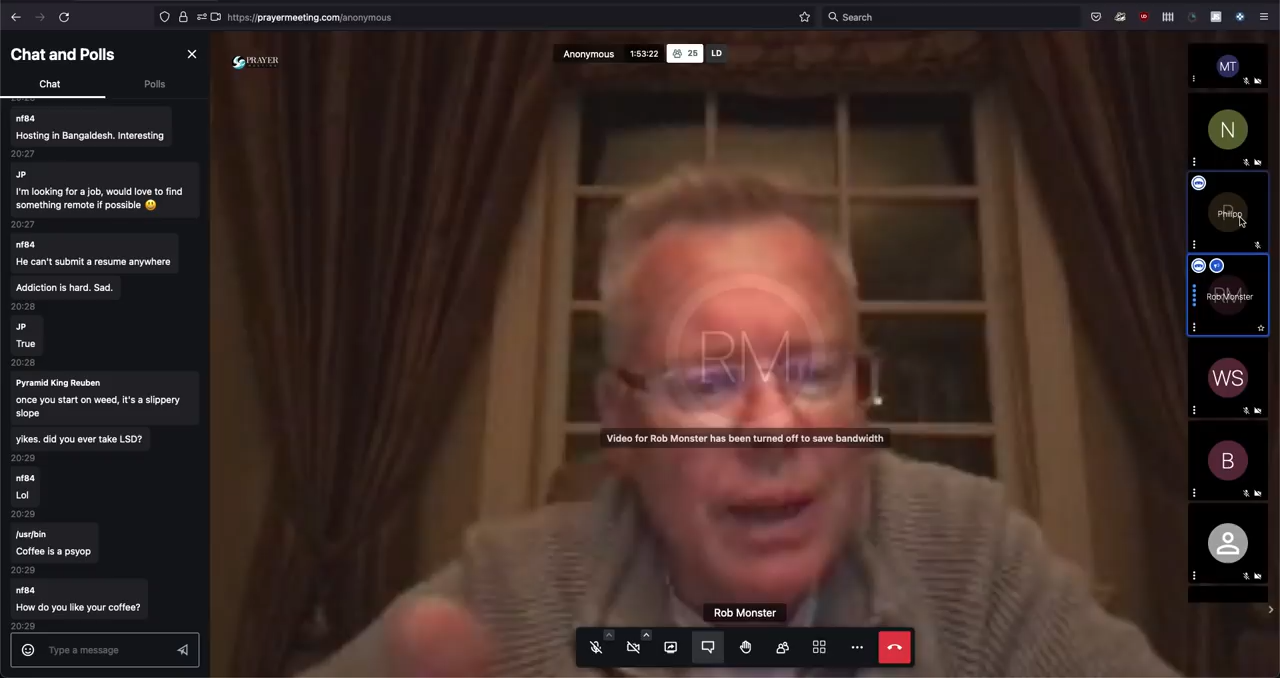 https://prayermeeting.com/anonymous
Search
Chat and Polls
Chat
Polls
nf84
Hosting in Bangaldesh. Interesting
20:27
JP
I'm looking for a job, would love to find
something remote if possible 😃
20:27
nf84
He can't submit a resume anywhere
Addiction is hard. Sad.
20:28
JP
True
20:28
Pyramid King Reuben
once you start on weed, it's a slippery
slope
yikes. did you ever take LSD?
20:29
nf84
Lol
20:29
/usr/bin
Coffee is a psyop
20:29
nf84
How do you like your coffee?
20:29
Type a message
PRAYER
Anonymous 1:53:22 25 LD
RM
Video for Rob Monster has been turned off to save bandwidth
Rob Monster
MT
N
Philipp
RM
Rob Monster
WS
B